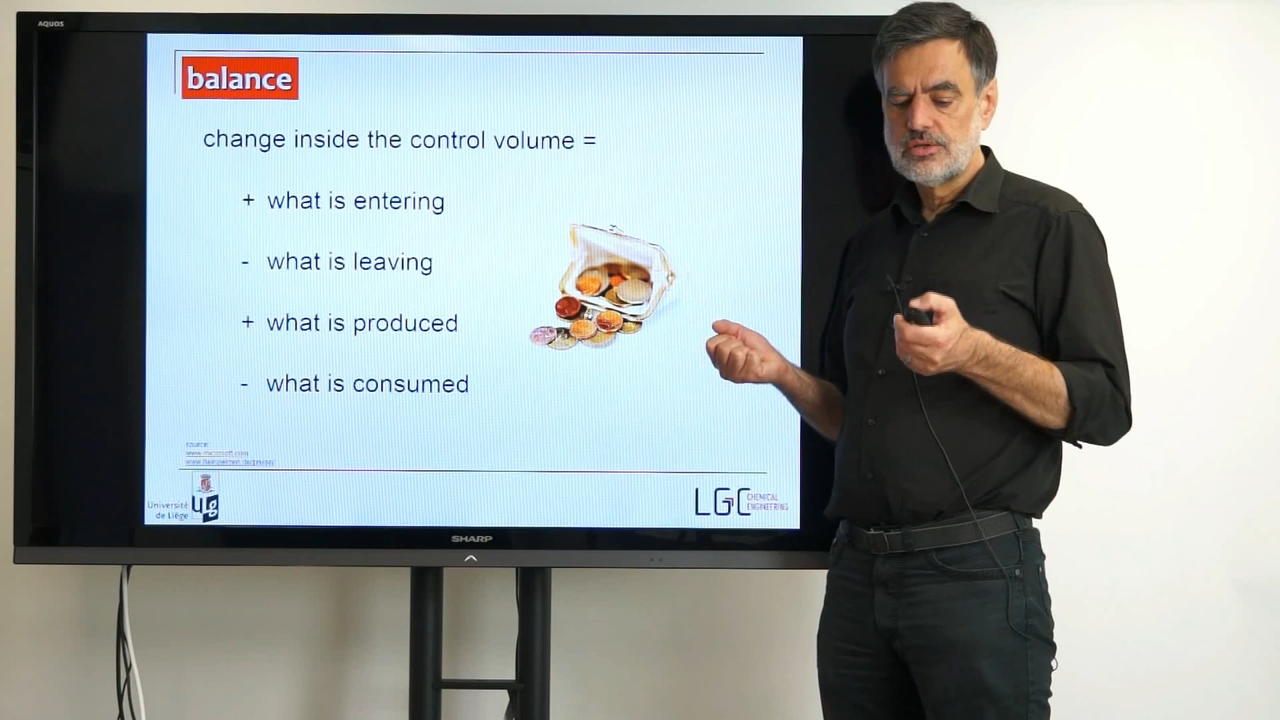 AQUOS
balance
change inside the control volume =
+ what is entering
- what is leaving
+ what is produced
- what is consumed
source:
www.microsoft.com
Université
de Liège
LGC CHEMICAL
ENGINEERING
SHARP